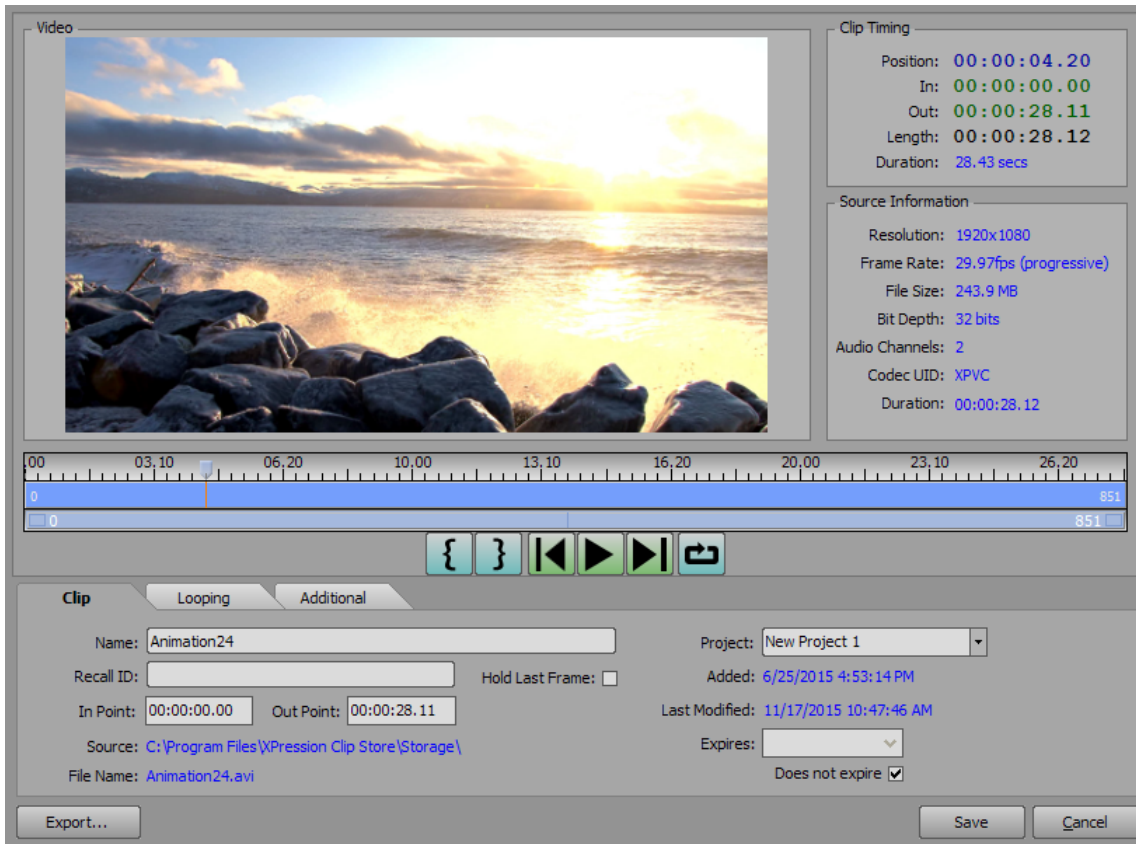 Video
Clip Timing
Position: 00:00:04.20
In: 00:00:00.00
Out: 00:00:28.11
Length: 00:00:28.12
Duration: 28.43 secs
Source Information
Resolution: 1920x1080
Frame Rate: 29.97fps (progressive)
File Size: 243.9 MB
Bit Depth: 32 bits
Audio Channels: 2
Codec UID: XPVC
Duration: 00:00:28.12
.00 03.10 06.20 10.00 13.10 16.20 20.00 23.10 26.20
0 851
0 851
{ }
Clip Looping Additional
Name: Animation24
Project: New Project 1
Recall ID:
Hold Last Frame:
Added: 6/25/2015 4:53:14 PM
In Point: 00:00:00.00 Out Point: 00:00:28.11
Last Modified: 11/17/2015 10:47:46 AM
Source: C:\Program Files\XPression Clip Store\Storage\
Expires:
File Name: Animation24.avi
Does not expire
Export... Save Cancel